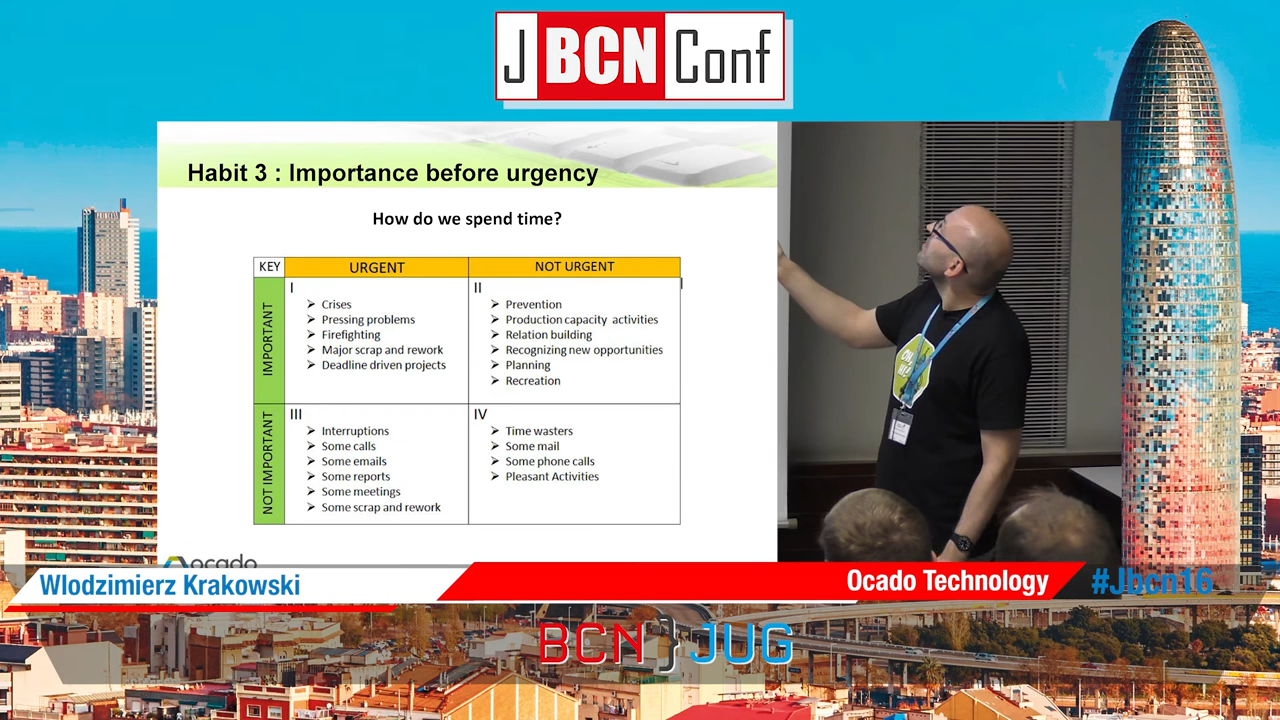 J BCN Conf
Habit 3 : Importance before urgency
How do we spend time?
KEY URGENT NOT URGENT
IMPORTANT
I
Crises
Pressing problems
Firefighting
Major scrap and rework
Deadline driven projects
II
Prevention
Production capacity activities
Relation building
Recognizing new opportunities
Planning
Recreation
NOT IMPORTANT
III
Interruptions
Some calls
Some emails
Some reports
Some meetings
Some scrap and rework
IV
Time wasters
Some mail
Some phone calls
Pleasant Activities
ocado
Wlodzimierz Krakowski
Ocado Technology
#Jbcn16
BCN JUG